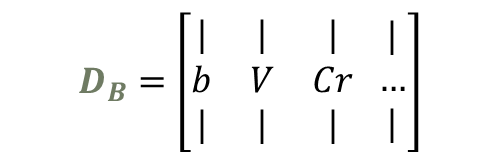 | | | |
D_B = [ b V Cr ... ]
| | | |